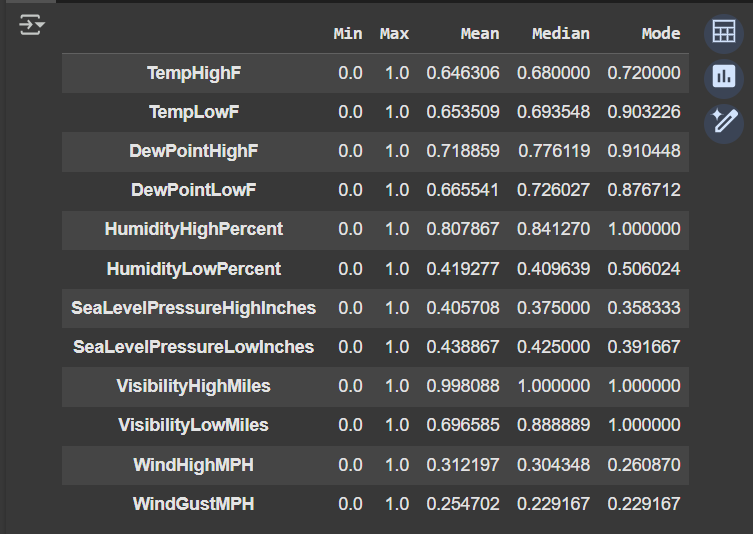 Min Max Mean Median Mode
TempHighF 0.0 1.0 0.646306 0.680000 0.720000
TempLowF 0.0 1.0 0.653509 0.693548 0.903226
DewPointHighF 0.0 1.0 0.718859 0.776119 0.910448
DewPointLowF 0.0 1.0 0.665541 0.726027 0.876712
HumidityHighPercent 0.0 1.0 0.807867 0.841270 1.000000
HumidityLowPercent 0.0 1.0 0.419277 0.409639 0.506024
SeaLevelPressureHighInches 0.0 1.0 0.405708 0.375000 0.358333
SeaLevelPressureLowInches 0.0 1.0 0.438867 0.425000 0.391667
VisibilityHighMiles 0.0 1.0 0.998088 1.000000 1.000000
VisibilityLowMiles 0.0 1.0 0.696585 0.888889 1.000000
WindHighMPH 0.0 1.0 0.312197 0.304348 0.260870
WindGustMPH 0.0 1.0 0.254702 0.229167 0.229167